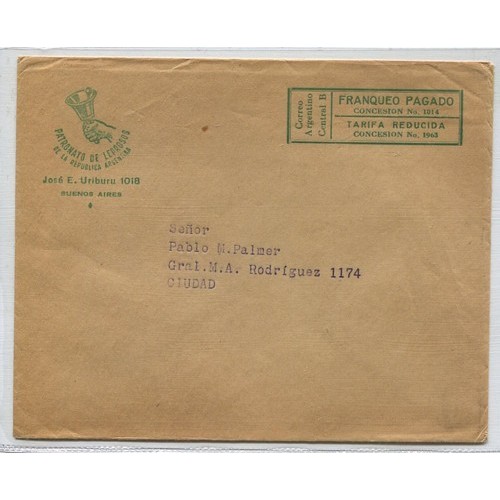 PATRONATO DE LEPROSOS
DE LA REPUBLICA ARGENTINA
José E. Uriburu 1018
BUENOS AIRES
Correo
Argentino
Central B
FRANQUEO PAGADO
CONCESION No. 1014
TARIFA REDUCIDA
CONCESION No. 1963
Señor
Pablo M.Palmer
Gral.M.A. Rodríguez 1174
CIUDAD